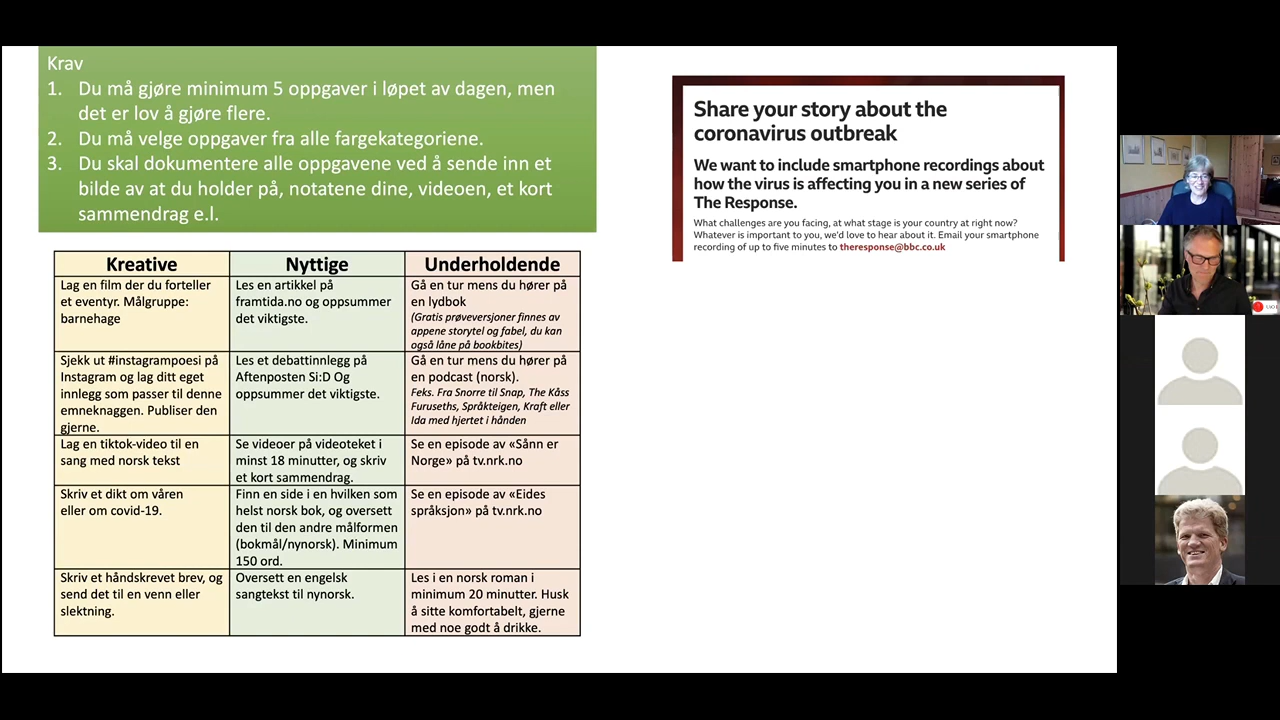 Krav
1. Du må gjøre minimum 5 oppgaver i løpet av dagen, men
det er lov å gjøre flere.
2. Du må velge oppgaver fra alle fargekategoriene.
3. Du skal dokumentere alle oppgavene ved å sende inn et
bilde av at du holder på, notatene dine, videoen, et kort
sammendrag e.l.
Kreative
Nyttige
Underholdende
Lag en film der du forteller
et eventyr. Målgruppe:
barnehage
Les en artikkel på
framtida.no og oppsummer
det viktigste.
Gå en tur mens du hører på
en lydbok
(Gratis prøveversjoner finnes av
appene storytel og fabel, du kan
også låne på bookbites)
Sjekk ut #instagrampoesi på
Instagram og lag ditt eget
innlegg som passer til denne
emneknaggen. Publiser den
gjerne.
Les et debattinnlegg på
Aftenposten Si:D Og
oppsummer det viktigste.
Gå en tur mens du hører på
en podcast (norsk).
Feks. Fra Snorre til Snap, The Kåss
Furuseths, Språkteigen, Kraft eller
Ida med hjertet i hånden
Lag en tiktok-video til en
sang med norsk tekst
Se videoer på videoteket i
minst 18 minutter, og skriv
et kort sammendrag.
Se en episode av «Sånn er
Norge» på tv.nrk.no
Skriv et dikt om våren
eller om covid-19.
Finn en side i en hvilken som
helst norsk bok, og oversett
den til den andre målformen
(bokmål/nynorsk). Minimum
150 ord.
Se en episode av «Eides
språksjon» på tv.nrk.no
Skriv et håndskrevet brev, og
send det til en venn eller
slektning.
Oversett en engelsk
sangtekst til nynorsk.
Les i en norsk roman i
minimum 20 minutter. Husk
å sitte komfortabelt, gjerne
med noe godt å drikke.
Share your story about the
coronavirus outbreak
We want to include smartphone recordings about
how the virus is affecting you in a new series of
The Response.
What challenges are you facing, at what stage is your country at right now?
Whatever is important to you, we'd love to hear about it. Email your smartphone
recording of up to five minutes to theresponse@bbc.co.uk